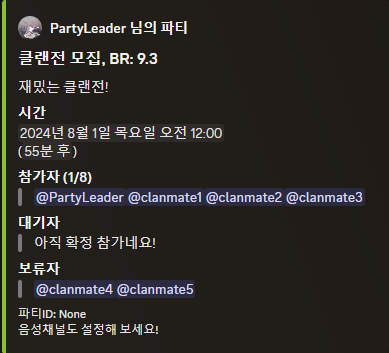 PartyLeader 님의 파티
클랜전 모집, BR: 9.3
재밌는 클랜전!
시간
2024년 8월 1일 목요일 오전 12:00
(55분 후)
참가자 (1/8)
@PartyLeader @clanmate1 @clanmate2 @clanmate3
대기자
아직 확정 참가네요!
보류자
@clanmate4 @clanmate5
파티ID: None
음성채널도 설정해 보세요!